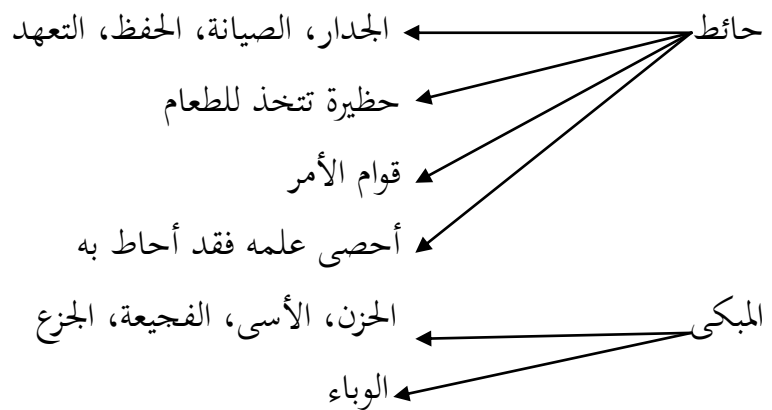 حائط الجدار، الصيانة، الحفظ، التعهد
حظيرة تتخذ للطعام
قوام الأمر
أحصى علمه فقد أحاط به
المبكى الحزن، الأسى، الفجيعة، الجزع
الوباء